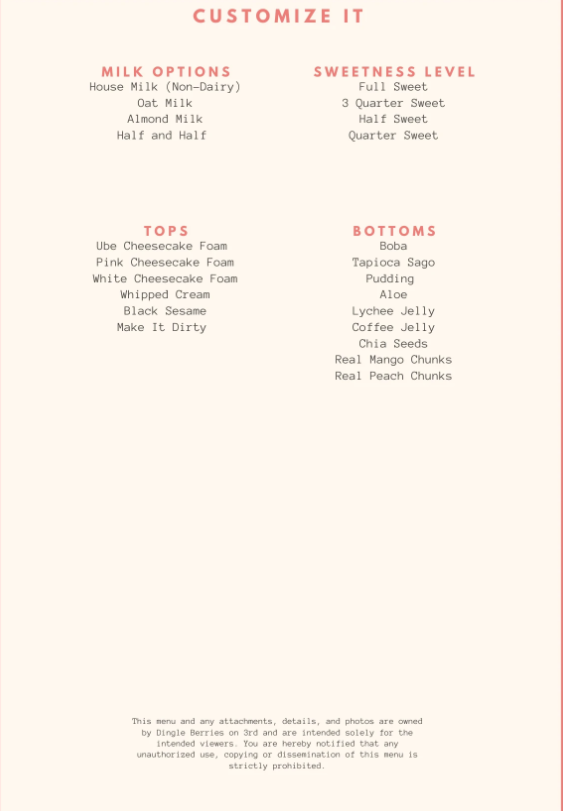 CUSTOMIZE IT
MILK OPTIONS
House Milk (Non-Dairy)
Oat Milk
Almond Milk
Half and Half
SWEETNESS LEVEL
Full Sweet
3 Quarter Sweet
Half Sweet
Quarter Sweet
TOPS
Ube Cheesecake Foam
Pink Cheesecake Foam
White Cheesecake Foam
Whipped Cream
Black Sesame
Make It Dirty
BOTTOMS
Boba
Tapioca Sago
Pudding
Aloe
Lychee Jelly
Coffee Jelly
Chia Seeds
Real Mango Chunks
Real Peach Chunks
This menu and any attachments, details, and photos are owned
by Dingle Berries on 3rd and are intended solely for the
intended viewers. You are hereby notified that any
unauthorized use, copying or dissemination of this menu is
strictly prohibited.